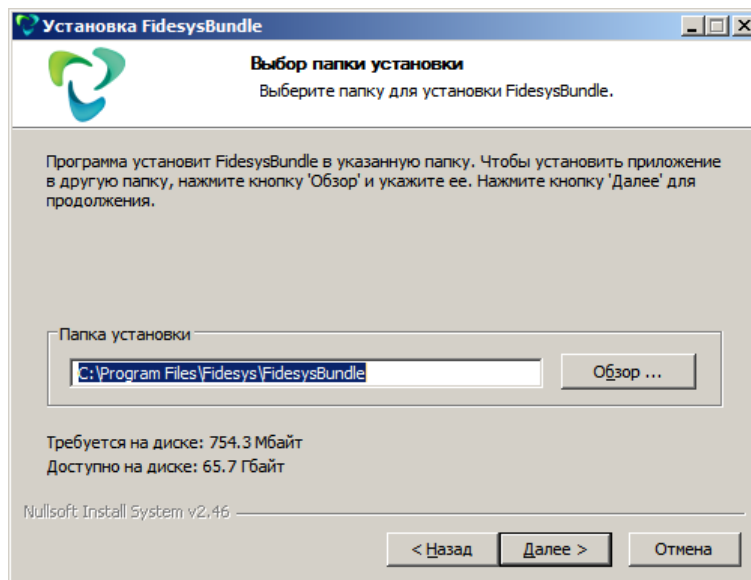 Установка FidesysBundle
Выбор папки установки
Выберите папку для установки FidesysBundle.
Программа установит FidesysBundle в указанную папку. Чтобы установить приложение
в другую папку, нажмите кнопку 'Обзор' и укажите ее. Нажмите кнопку 'Далее' для
продолжения.
Папка установки
C:\Program Files\Fidesys\FidesysBundle
Обзор ...
Требуется на диске: 754.3 Мбайт
Доступно на диске: 65.7 Гбайт
Nullsoft Install System v2.46
< Назад Далее > Отмена